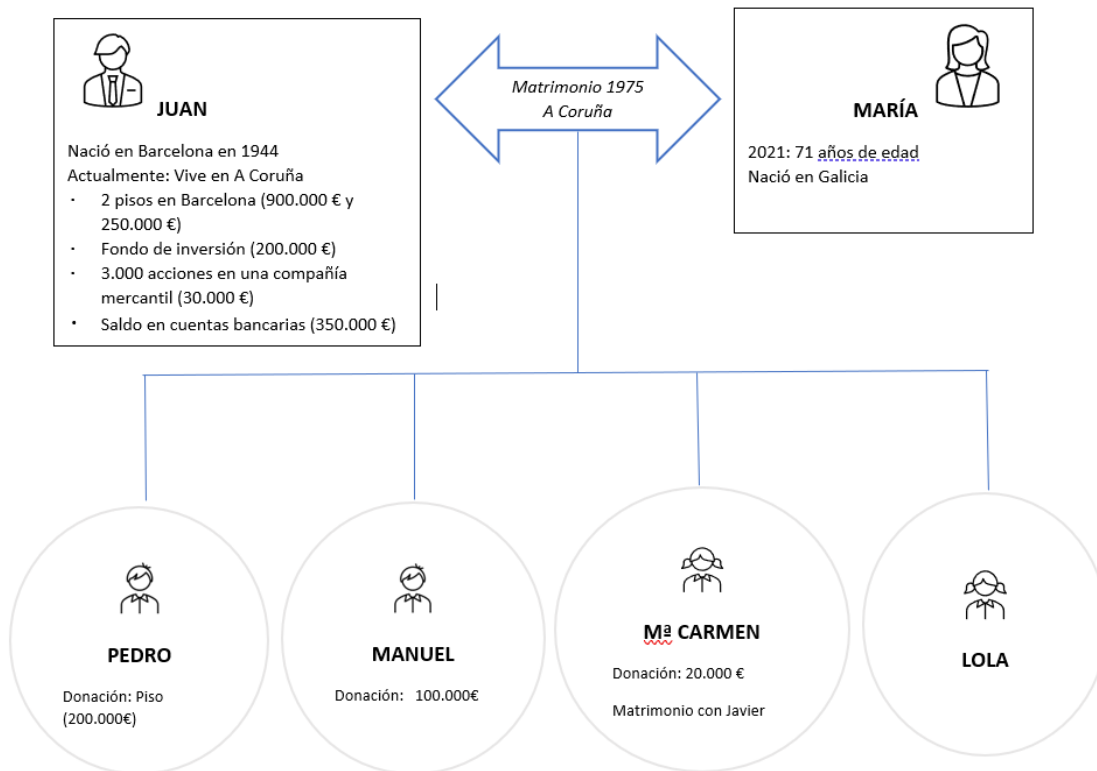 JUAN
Nació en Barcelona en 1944
Actualmente: Vive en A Coruña
· 2 pisos en Barcelona (900.000 € y
250.000 €)
· Fondo de inversión (200.000 €)
· 3.000 acciones en una compañía
mercantil (30.000 €)
· Saldo en cuentas bancarias (350.000 €)
Matrimonio 1975
A Coruña
MARÍA
2021: 71 años de edad
Nació en Galicia
PEDRO
Donación: Piso
(200.000€)
MANUEL
Donación: 100.000€
Mª CARMEN
Donación: 20.000 €
Matrimonio con Javier
LOLA